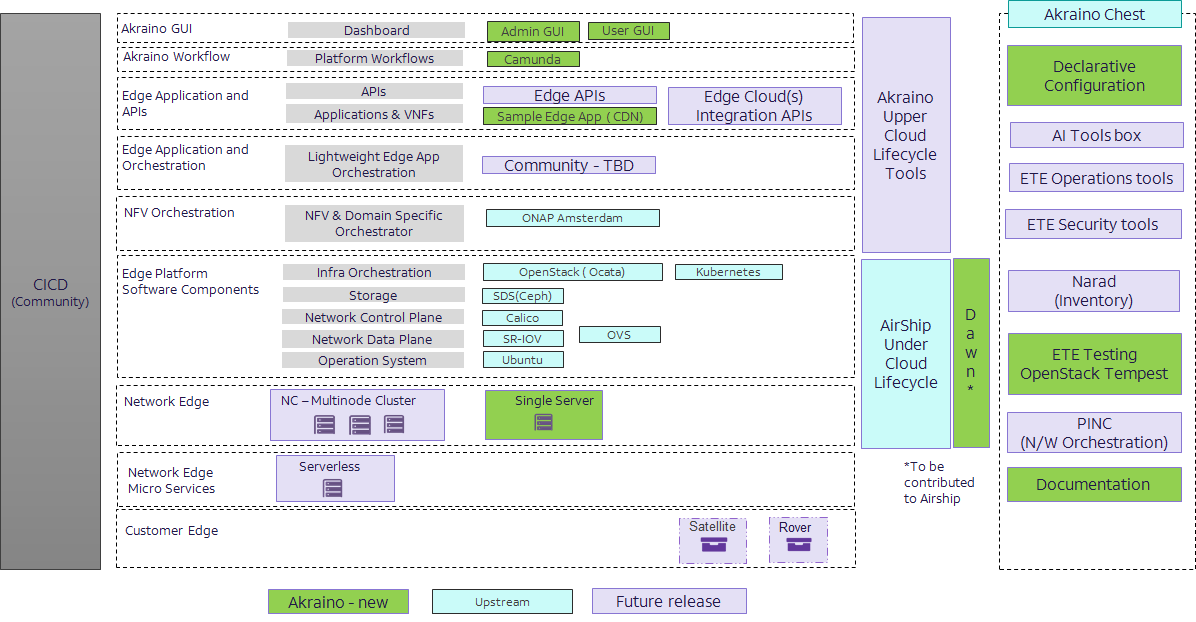 CICD
(Community)
Akraino GUI
Dashboard
Admin GUI
User GUI
Akraino Workflow
Platform Workflows
Camunda
Edge Application and
APIs
APIs
Applications & VNFs
Edge APIs
Sample Edge App ( CDN)
Edge Cloud(s)
Integration APIs
Edge Application and
Orchestration
Lightweight Edge App
Orchestration
Community - TBD
NFV Orchestration
NFV & Domain Specific
Orchestrator
ONAP Amsterdam
Edge Platform
Software Components
Infra Orchestration
OpenStack ( Ocata)
Kubernetes
Storage
SDS(Ceph)
Network Control Plane
Calico
Network Data Plane
SR-IOV
OVS
Operation System
Ubuntu
Network Edge
NC – Multinode Cluster
Single Server
Network Edge
Micro Services
Serverless
Customer Edge
Satellite
Rover
Akraino
Upper
Cloud
Lifecycle
Tools
AirShip
Under
Cloud
Lifecycle
D
a
w
n
*
*To be
contributed
to Airship
Akraino Chest
Declarative
Configuration
AI Tools box
ETE Operations tools
ETE Security tools
Narad
(Inventory)
ETE Testing
OpenStack Tempest
PINC
(N/W Orchestration)
Documentation
Akraino - new
Upstream
Future release